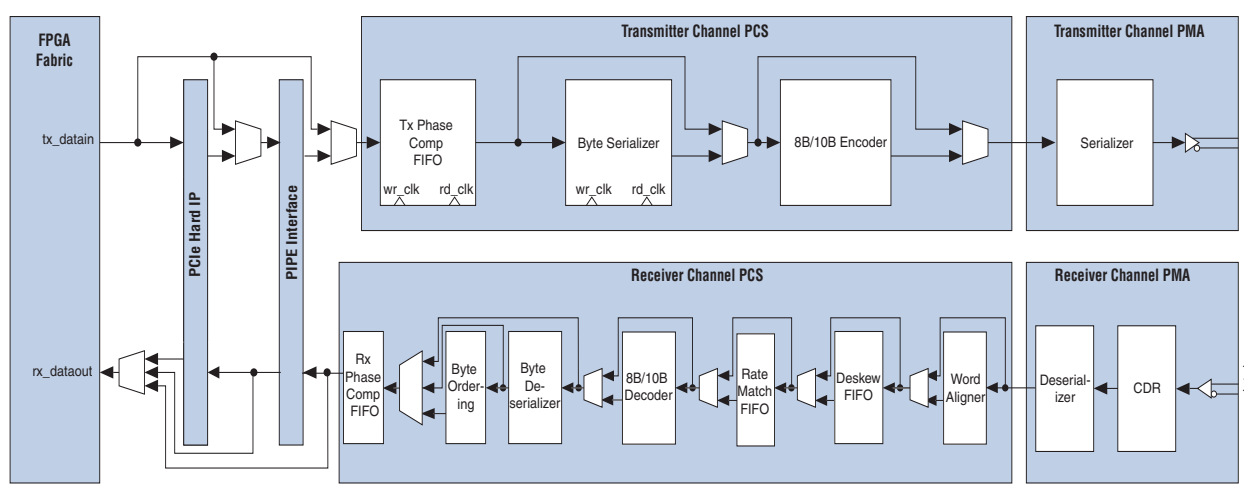 FPGA
Fabric
Transmitter Channel PCS
Transmitter Channel PMA
tx_datain
Tx Phase
Comp
FIFO
wr_clk
rd_clk
Byte Serializer
wr_clk
rd_clk
8B/10B Encoder
Serializer
PCIe Hard IP
PIPE Interface
Receiver Channel PCS
Receiver Channel PMA
rx_dataout
Rx
Phase
Comp
FIFO
Byte
Order-
ing
Byte
De-
serializer
8B/10B
Decoder
Rate
Match
FIFO
Deskew
FIFO
Word
Aligner
Deserial-
izer
CDR